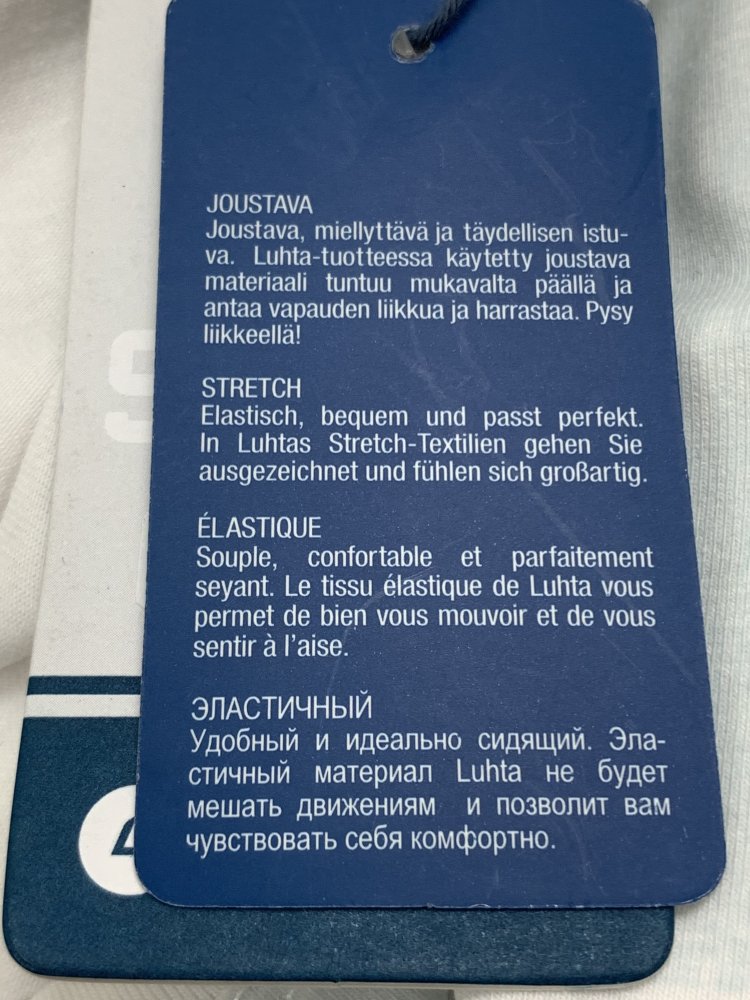 JOUSTAVA
Joustava, miellyttävä ja täydellisen istu-
va. Luhta-tuotteessa käytetty joustava
materiaali tuntuu mukavalta päällä ja
antaa vapauden liikkua ja harrastaa. Pysy
liikkeellä!
STRETCH
Elastisch, bequem und passt perfekt.
In Luhtas Stretch-Textilien gehen Sie
ausgezeichnet und fühlen sich großartig.
ÉLASTIQUE
Souple, confortable et parfaitement
seyant. Le tissu élastique de Luhta vous
permet de bien vous mouvoir et de vous
sentir à l'aise.
ЭЛАСТИЧНЫЙ
Удобный и идеально сидящий. Эла-
стичный материал Luhta не будет
мешать движениям и позволит вам
чувствовать себя комфортно.